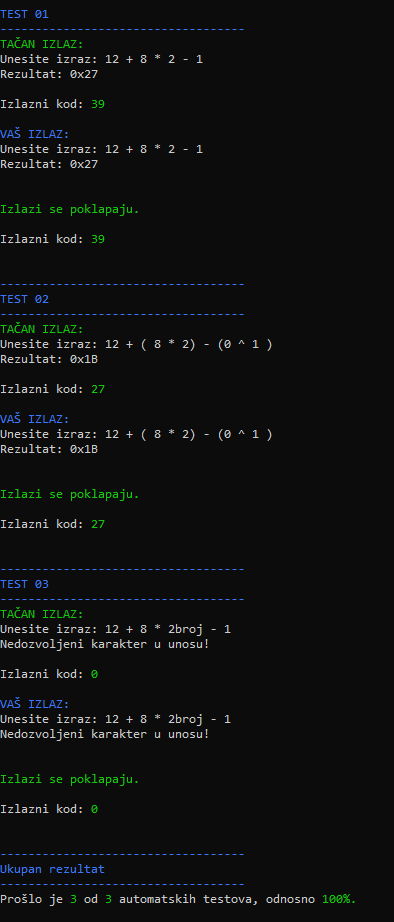 TEST 01
-----------------------------------
TAČAN IZLAZ:
Unesite izraz: 12 + 8 * 2 - 1
Rezultat: 0x27
Izlazni kod: 39
VAŠ IZLAZ:
Unesite izraz: 12 + 8 * 2 - 1
Rezultat: 0x27
Izlazi se poklapaju.
Izlazni kod: 39
-----------------------------------
TEST 02
-----------------------------------
TAČAN IZLAZ:
Unesite izraz: 12 + ( 8 * 2) - (0 ^ 1 )
Rezultat: 0x1B
Izlazni kod: 27
VAŠ IZLAZ:
Unesite izraz: 12 + ( 8 * 2) - (0 ^ 1 )
Rezultat: 0x1B
Izlazi se poklapaju.
Izlazni kod: 27
-----------------------------------
TEST 03
-----------------------------------
TAČAN IZLAZ:
Unesite izraz: 12 + 8 * 2broj - 1
Nedozvoljeni karakter u unosu!
Izlazni kod: 0
VAŠ IZLAZ:
Unesite izraz: 12 + 8 * 2broj - 1
Nedozvoljeni karakter u unosu!
Izlazi se poklapaju.
Izlazni kod: 0
-----------------------------------
Ukupan rezultat
-----------------------------------
Prošlo je 3 od 3 automatskih testova, odnosno 100%.